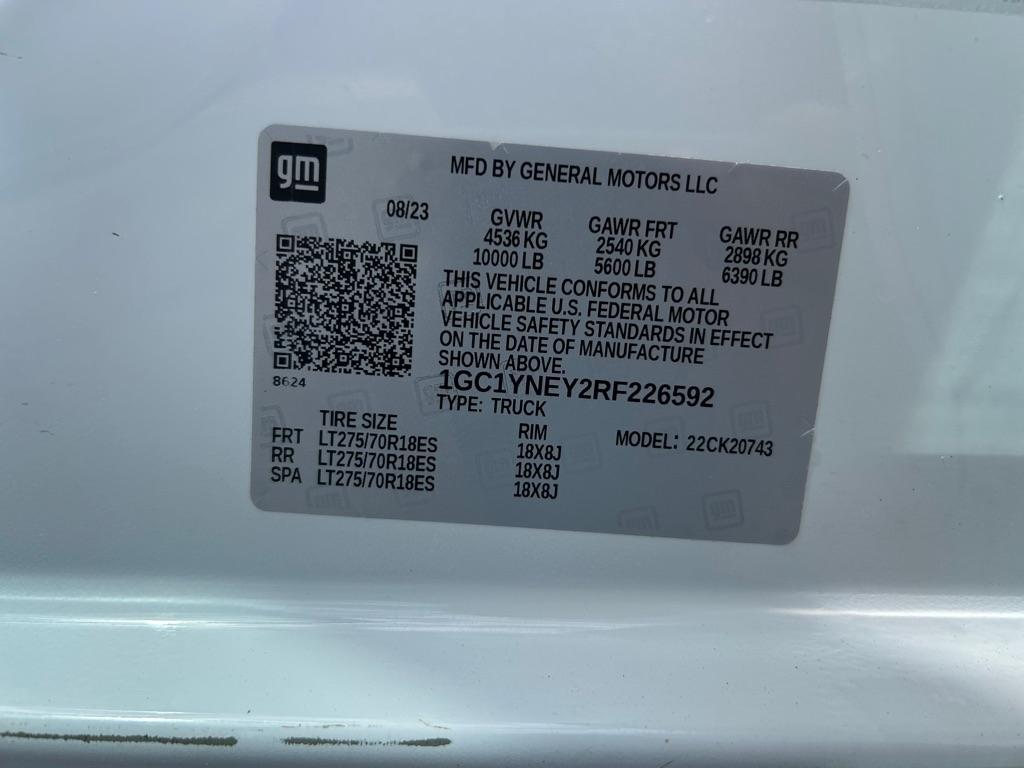 gm
MFD BY GENERAL MOTORS LLC
08/23
GVWR
4536 KG
10000 LB
GAWR FRT
2540 KG
5600 LB
GAWR RR
2898 KG
6390 LB
THIS VEHICLE CONFORMS TO ALL
APPLICABLE U.S. FEDERAL MOTOR
VEHICLE SAFETY STANDARDS IN EFFECT
ON THE DATE OF MANUFACTURE
SHOWN ABOVE.
8624
1GC1YNEY2RF226592
TYPE: TRUCK
TIRE SIZE
RIM
MODEL: 22CK20743
FRT LT275/70R18ES 18X8J
RR LT275/70R18ES 18X8J
SPA LT275/70R18ES 18X8J